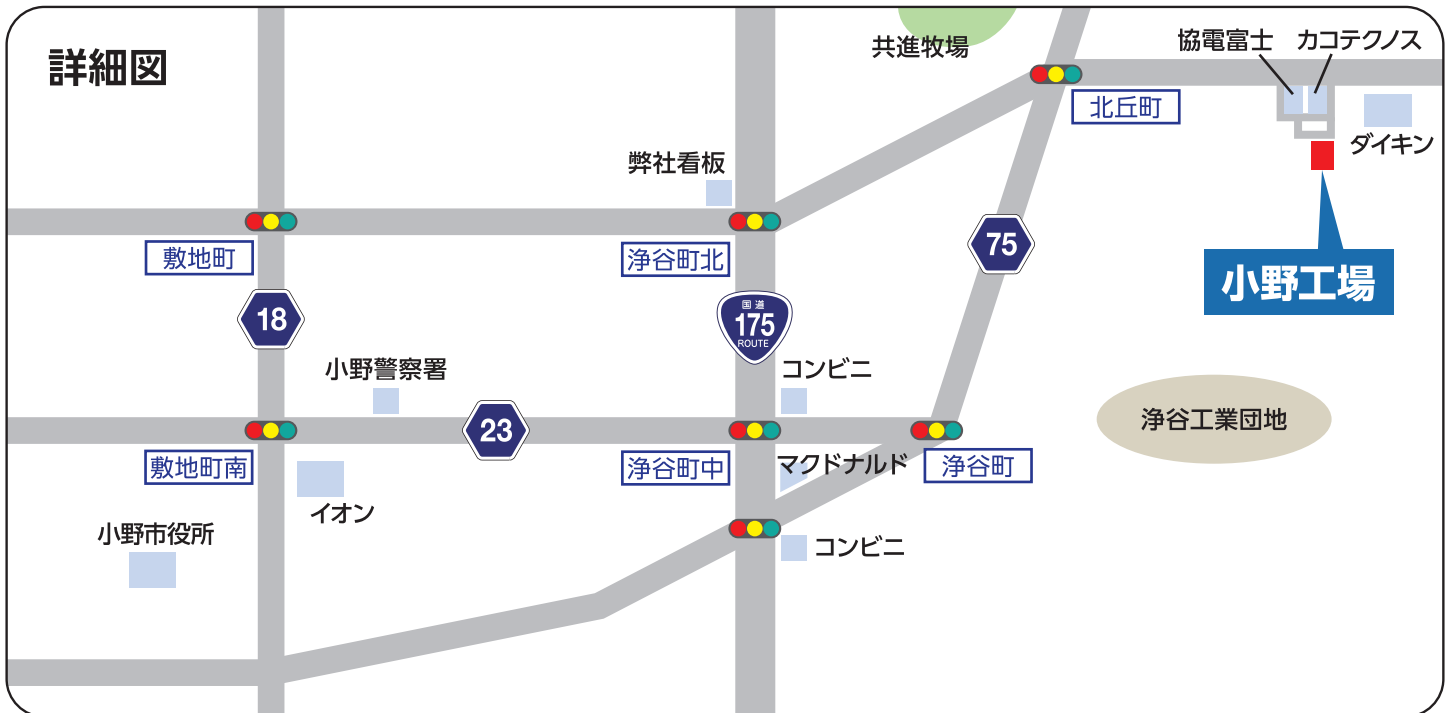 詳細図
共進牧場
協電富士
カコテクノス
北丘町
ダイキン
弊社看板
敷地町
浄谷町北
75
小野工場
18
国道
175
ROUTE
小野警察署
コンビニ
23
浄谷工業団地
敷地町南
浄谷町中
マクドナルド
浄谷町
イオン
小野市役所
コンビニ